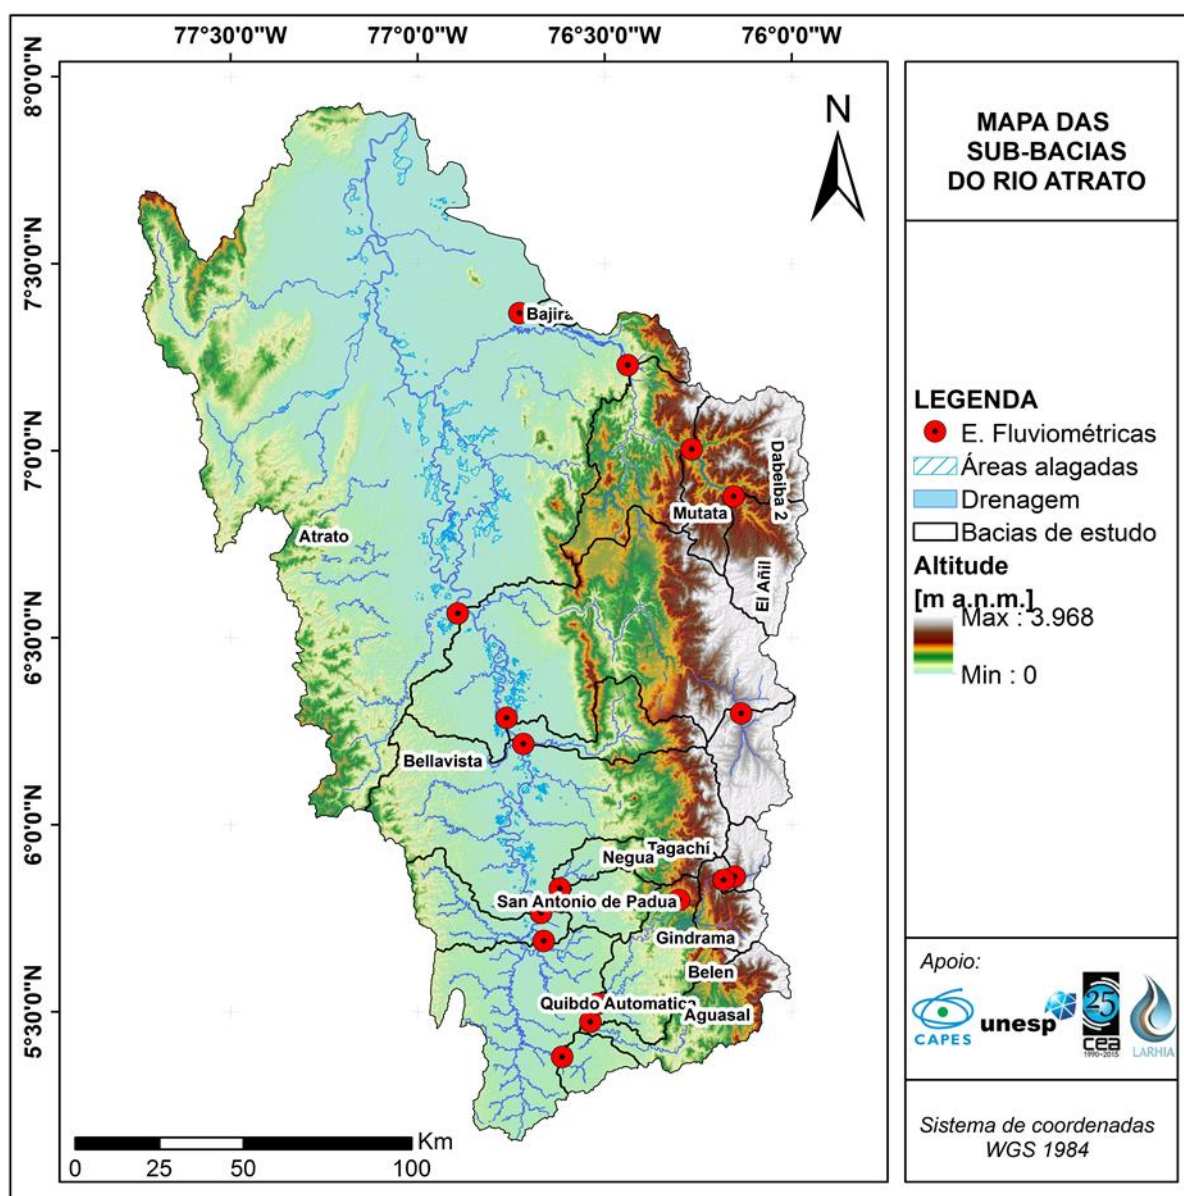 77°30'0"W 77°0'0"W 76°30'0"W 76°0'0"W
8°0'0"N
7°30'0"N
7°0'0"N
6°30'0"N
6°0'0"N
5°30'0"N
N
Bajira
Dabeiba 2
Mutata
Atrato
El Añil
Bellavista
Tagachí
Negua
San Antonio de Padua
Gindrama
Belen
Quibdo Automatica
Aguasal
Km
0 25 50 100
MAPA DAS
SUB-BACIAS
DO RIO ATRATO
LEGENDA
E. Fluviométricas
Áreas alagadas
Drenagem
Bacias de estudo
Altitude
[m a.n.m.]
Max : 3.968
Min : 0
Apoio:
CAPES
unesp
25
cea
1990-2015
LARHIA
Sistema de coordenadas
WGS 1984